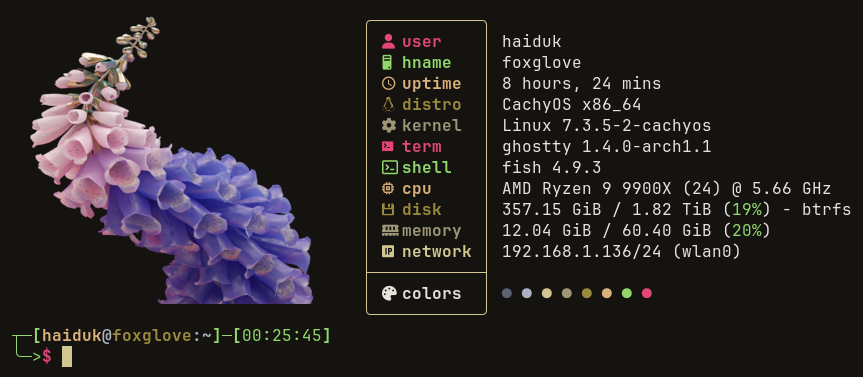 user haiduk
hname foxglove
uptime 8 hours, 24 mins
distro CachyOS x86_64
kernel Linux 7.3.5-2-cachyos
term ghostty 1.4.0-arch1.1
shell fish 4.9.3
cpu AMD Ryzen 9 9900X (24) @ 5.66 GHz
disk 357.15 GiB / 1.82 TiB (19%) - btrfs
memory 12.04 GiB / 60.40 GiB (20%)
IP network 192.168.1.136/24 (wlan0)
colors
[haiduk@foxglove:~]-[00:25:45]
>$